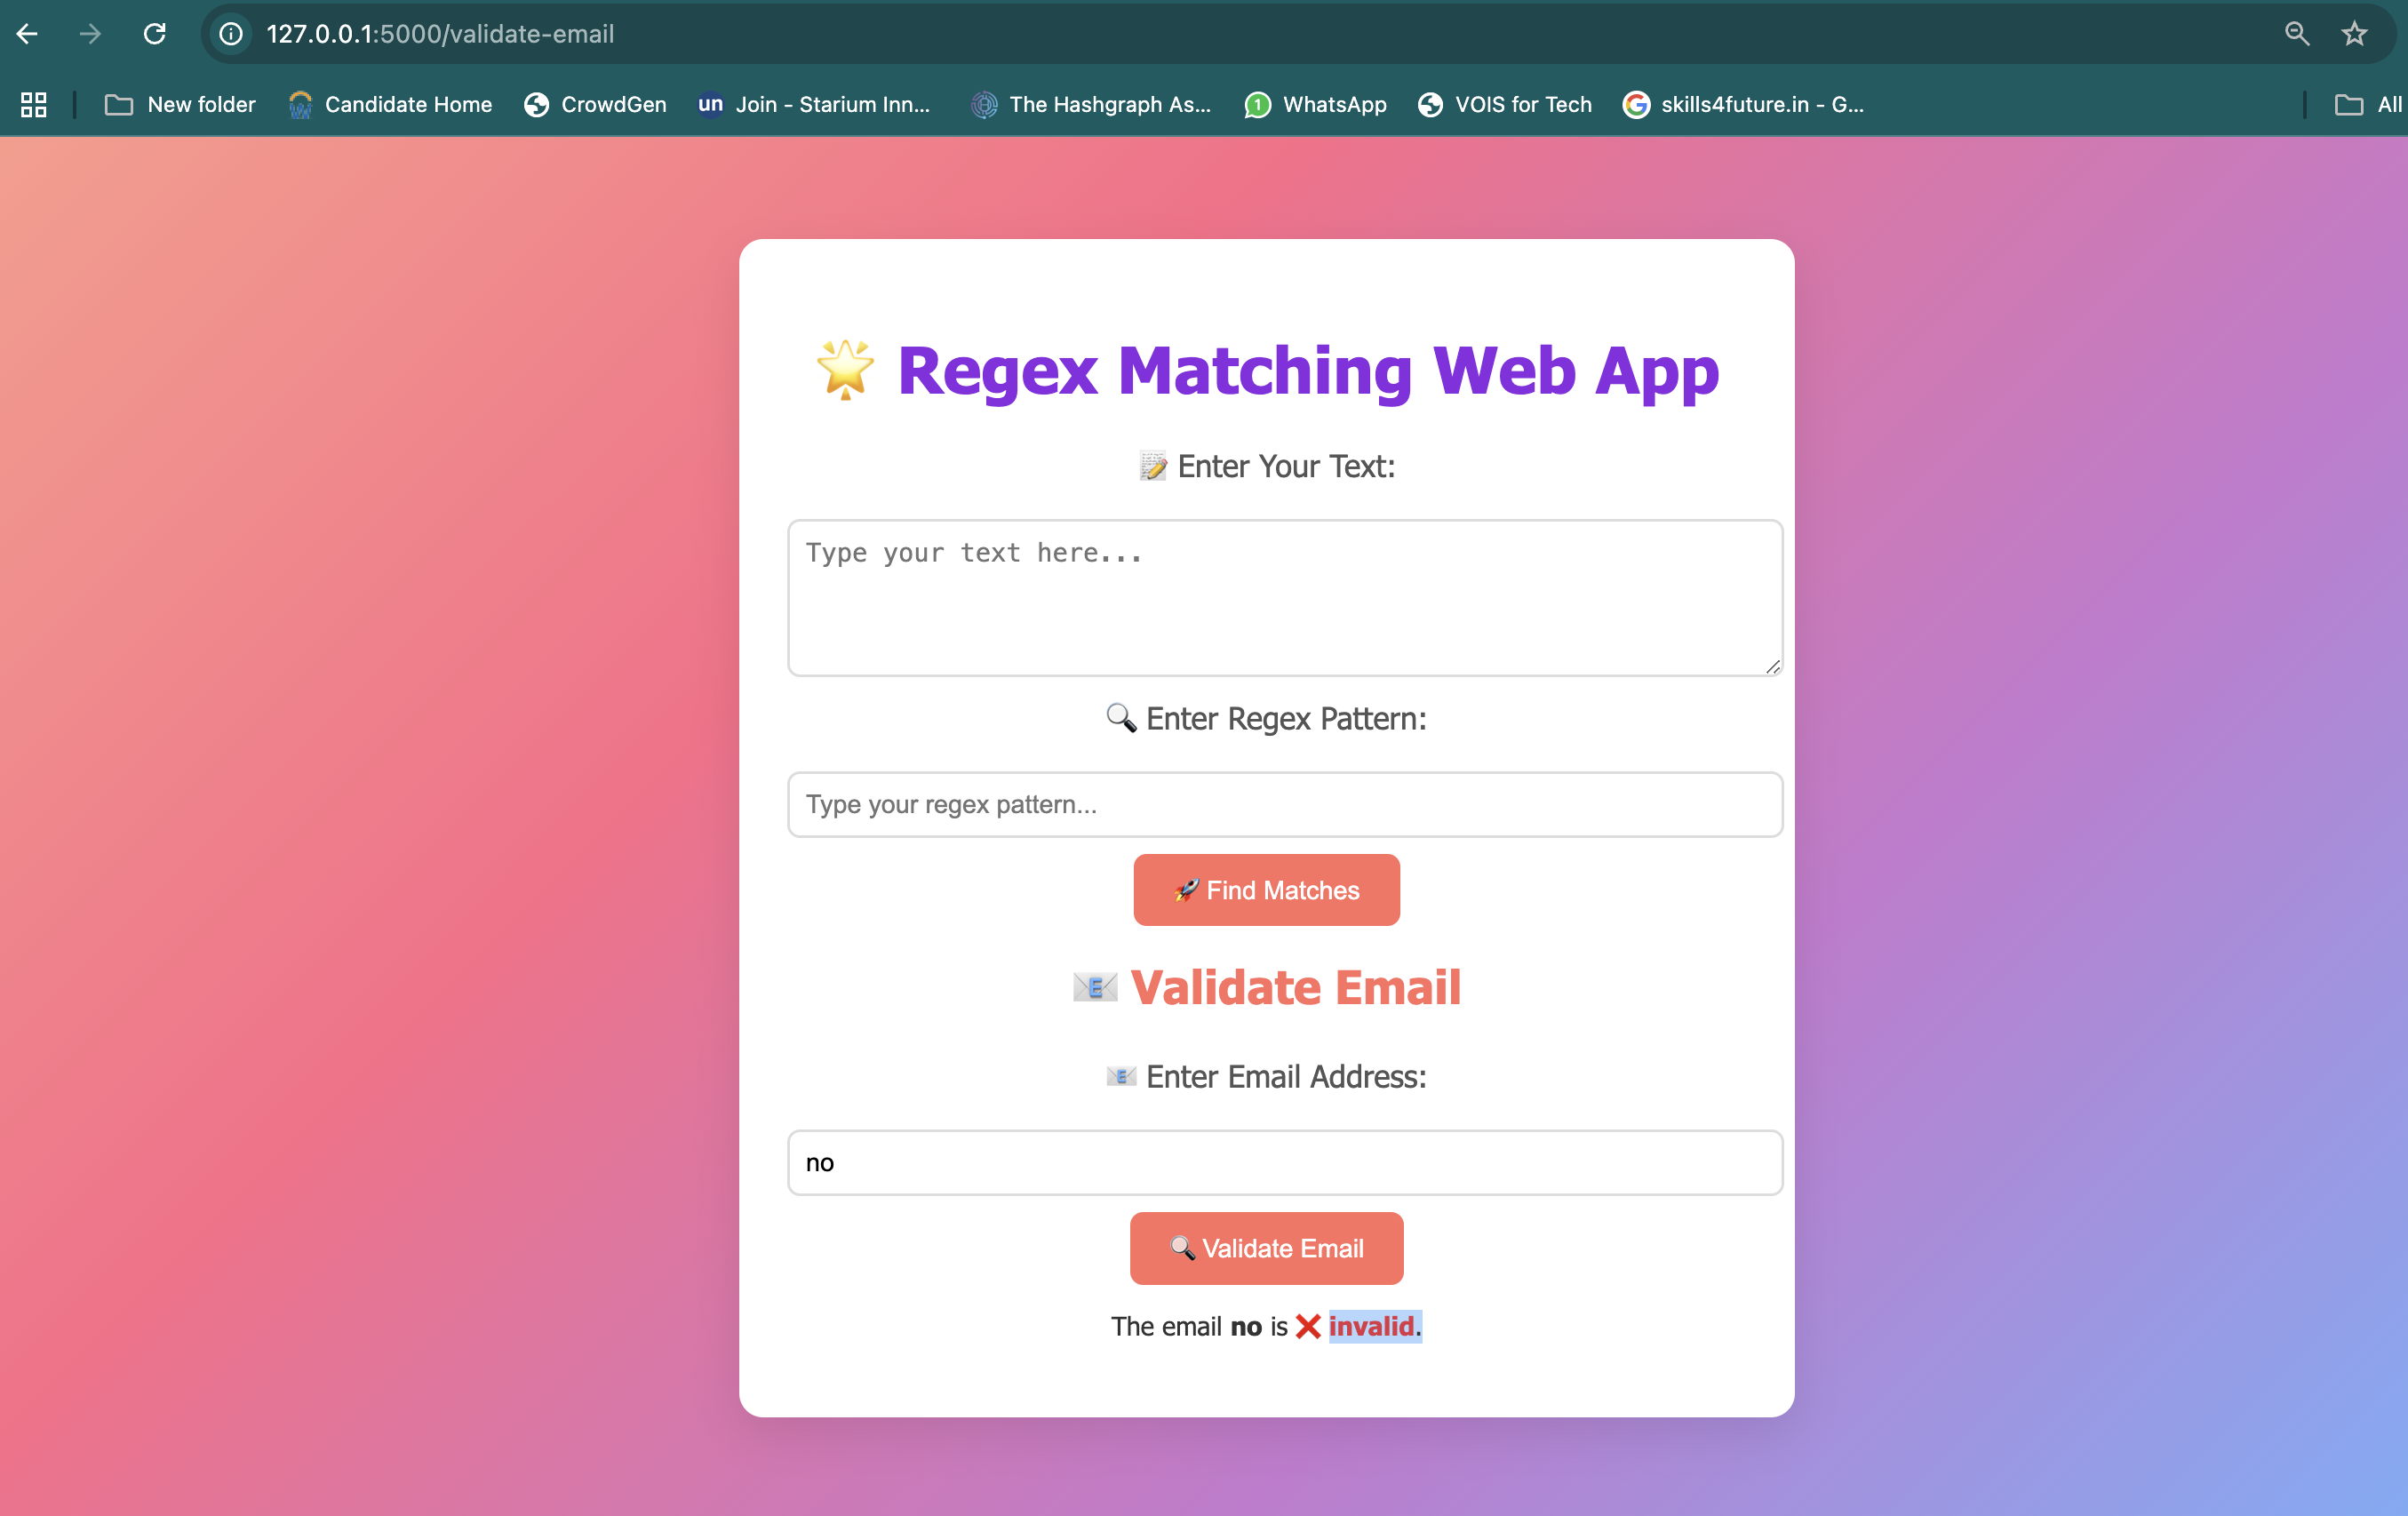 127.0.0.1:5000/validate-email
New folder Candidate Home CrowdGen un Join - Starium Inn... The Hashgraph As... 1 WhatsApp VOIS for Tech G skills4future.in - G... All
🌟 Regex Matching Web App
📝 Enter Your Text:
Type your text here...
🔍 Enter Regex Pattern:
Type your regex pattern...
🚀 Find Matches
📧 Validate Email
📧 Enter Email Address:
no
🔍 Validate Email
The email no is ❌ invalid.